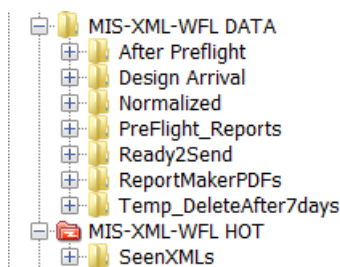 MIS-XML-WFL DATA
After Preflight
Design Arrival
Normalized
PreFlight_Reports
Ready2Send
ReportMakerPDFs
Temp_DeleteAfter7days
MIS-XML-WFL HOT
SeenXMLs